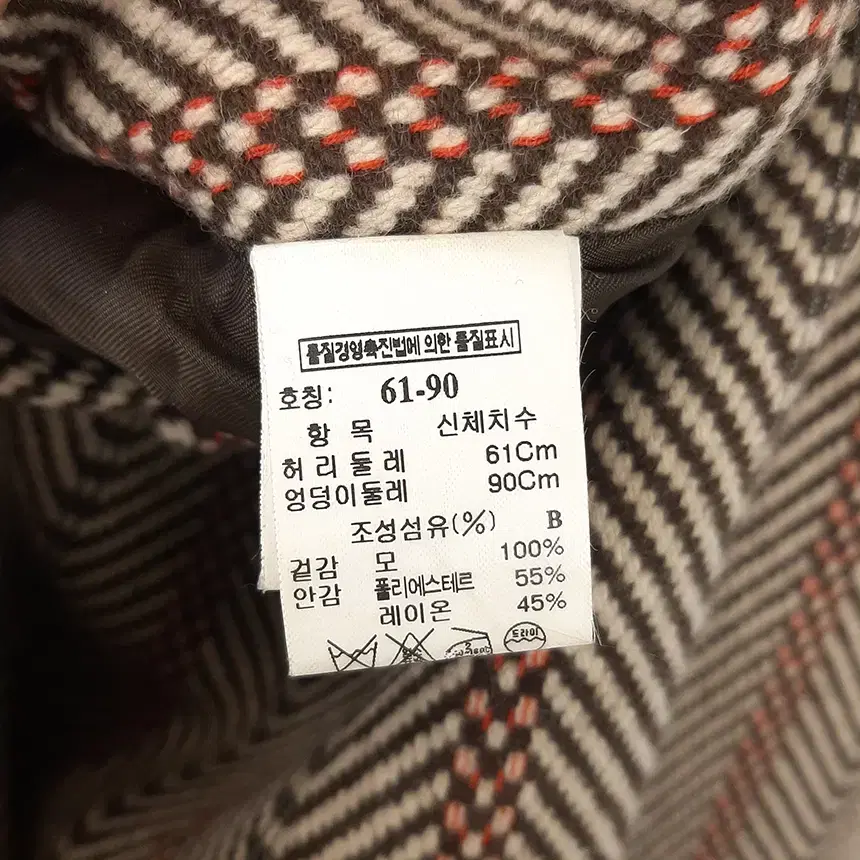 품질경영촉진법에 의한 품질표시
호칭: 61-90
항 목 신체치수
허리둘레 61Cm
엉덩이둘레 90Cm
조성섬유(%) B
겉감 모 100%
안감 폴리에스테르 55%
레이온 45%
드라이